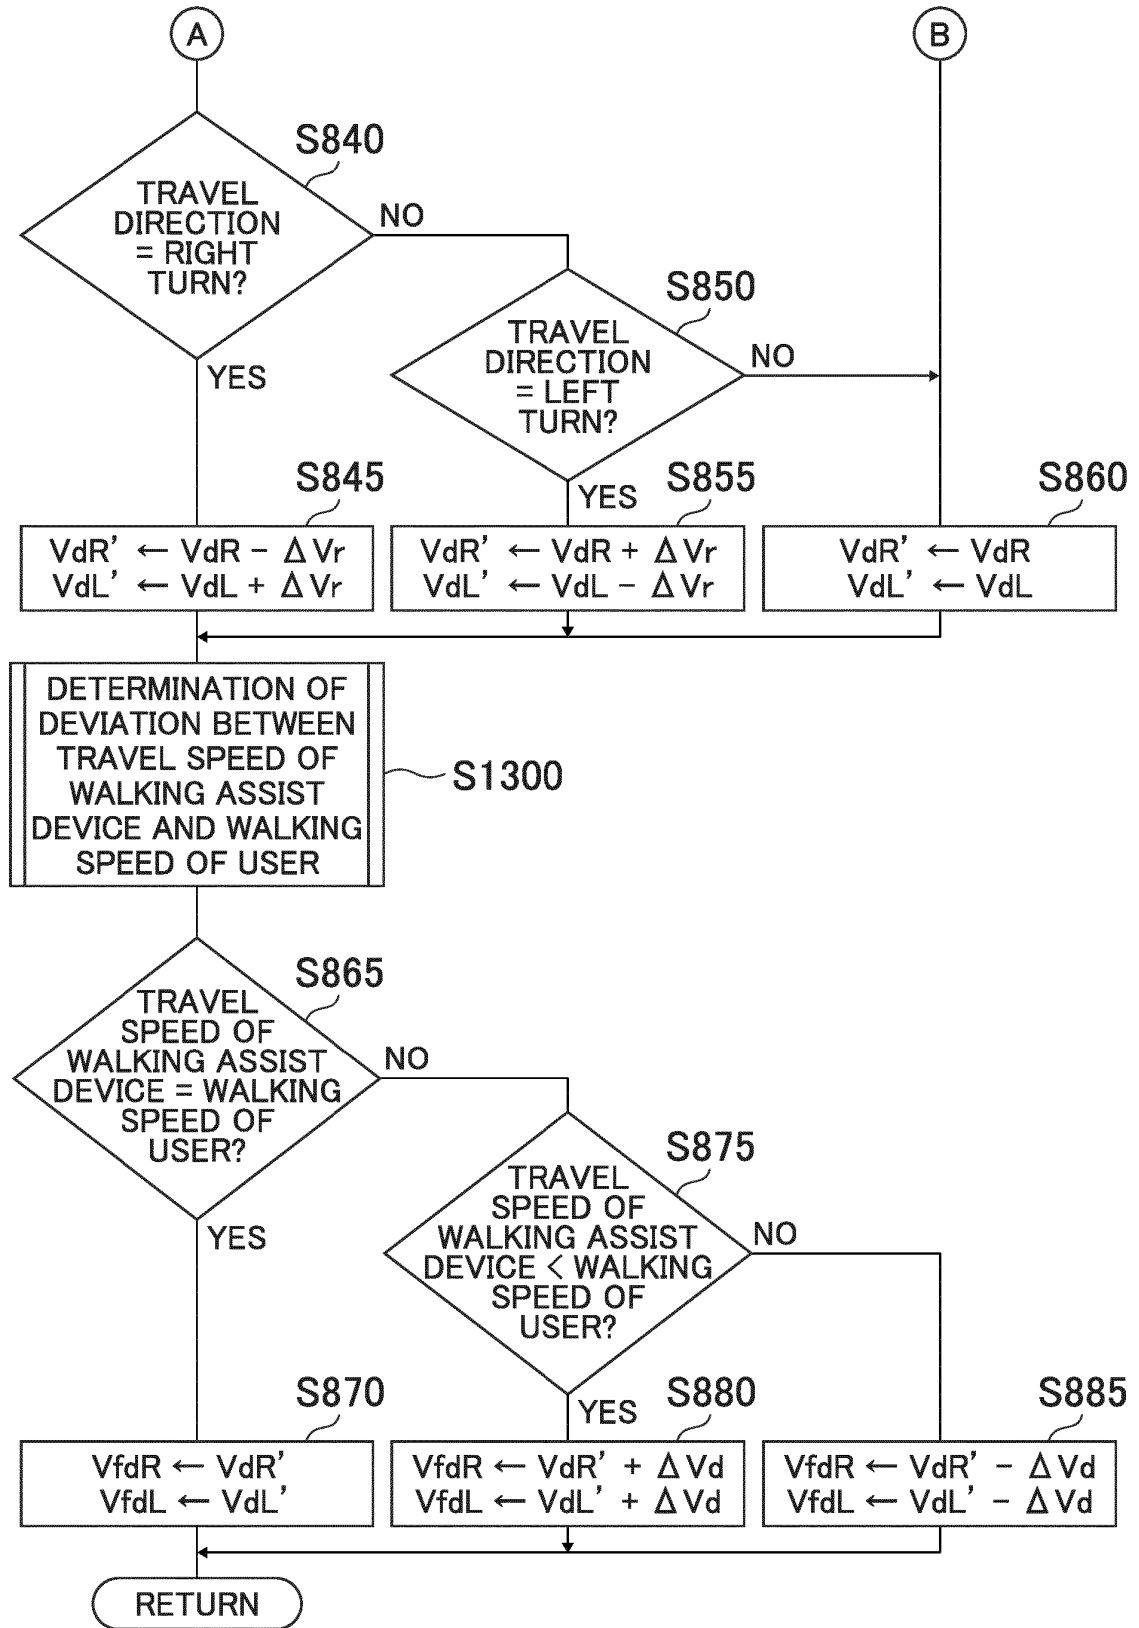 A
B
S840
TRAVEL
DIRECTION
= RIGHT
TURN?
NO
YES
S850
TRAVEL
DIRECTION
= LEFT
TURN?
NO
YES
S845
VdR' ← VdR - ΔVr
VdL' ← VdL + ΔVr
S855
VdR' ← VdR + ΔVr
VdL' ← VdL - ΔVr
S860
VdR' ← VdR
VdL' ← VdL
DETERMINATION OF
DEVIATION BETWEEN
TRAVEL SPEED OF
WALKING ASSIST
DEVICE AND WALKING
SPEED OF USER
S1300
S865
TRAVEL
SPEED OF
WALKING ASSIST
DEVICE = WALKING
SPEED OF
USER?
NO
YES
S875
TRAVEL
SPEED OF
WALKING ASSIST
DEVICE < WALKING
SPEED OF
USER?
NO
YES
S870
VfdR ← VdR'
VfdL ← VdL'
S880
VfdR ← VdR' + ΔVd
VfdL ← VdL' + ΔVd
S885
VfdR ← VdR' - ΔVd
VfdL ← VdL' - ΔVd
RETURN